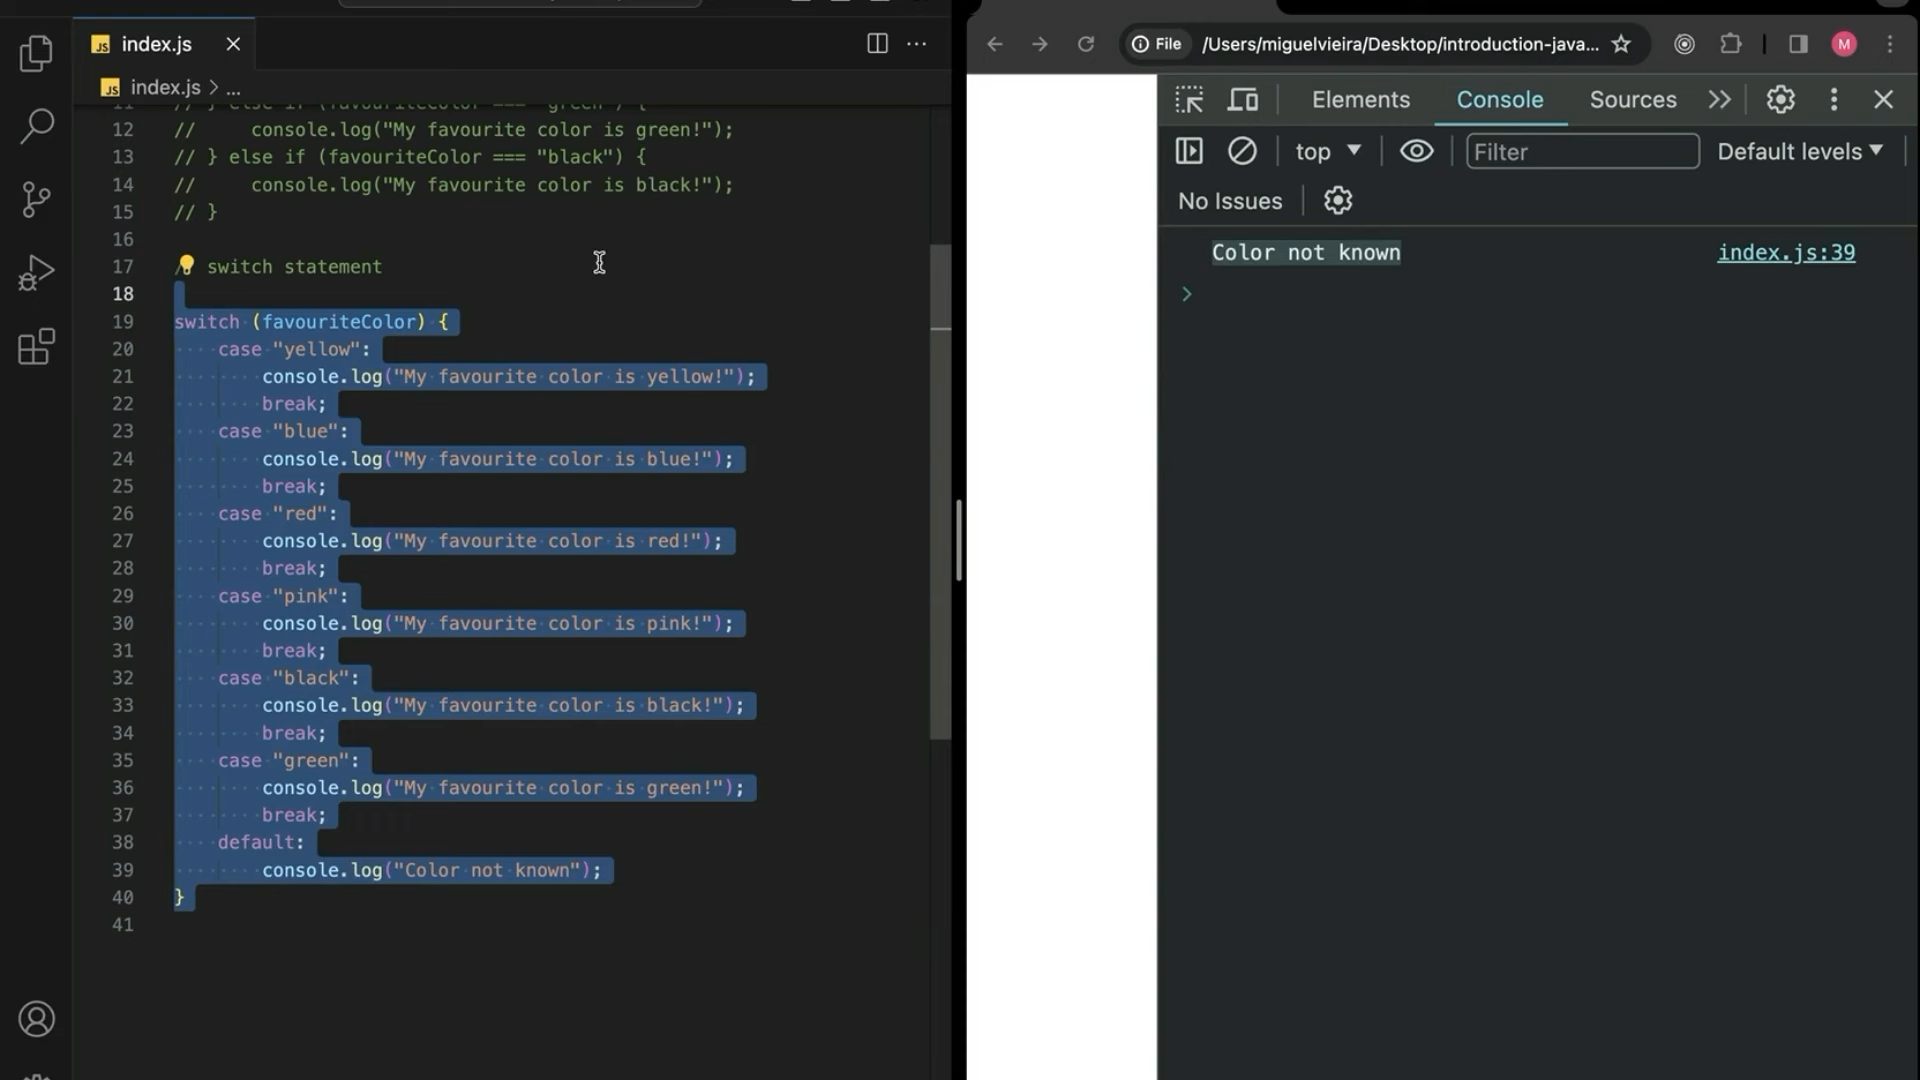 index.js
index.js > ...
11 // } else if (favouriteColor === "green") {
12 //     console.log("My favourite color is green!");
13 // } else if (favouriteColor === "black") {
14 //     console.log("My favourite color is black!");
15 // }
16
17 switch statement
18
19 switch (favouriteColor) {
20     case "yellow":
21         console.log("My favourite color is yellow!");
22         break;
23     case "blue":
24         console.log("My favourite color is blue!");
25         break;
26     case "red":
27         console.log("My favourite color is red!");
28         break;
29     case "pink":
30         console.log("My favourite color is pink!");
31         break;
32     case "black":
33         console.log("My favourite color is black!");
34         break;
35     case "green":
36         console.log("My favourite color is green!");
37         break;
38     default:
39         console.log("Color not known");
40 }
41
File /Users/miguelvieira/Desktop/introduction-java... M
Elements Console Sources
top Filter Default levels
No Issues
Color not known index.js:39